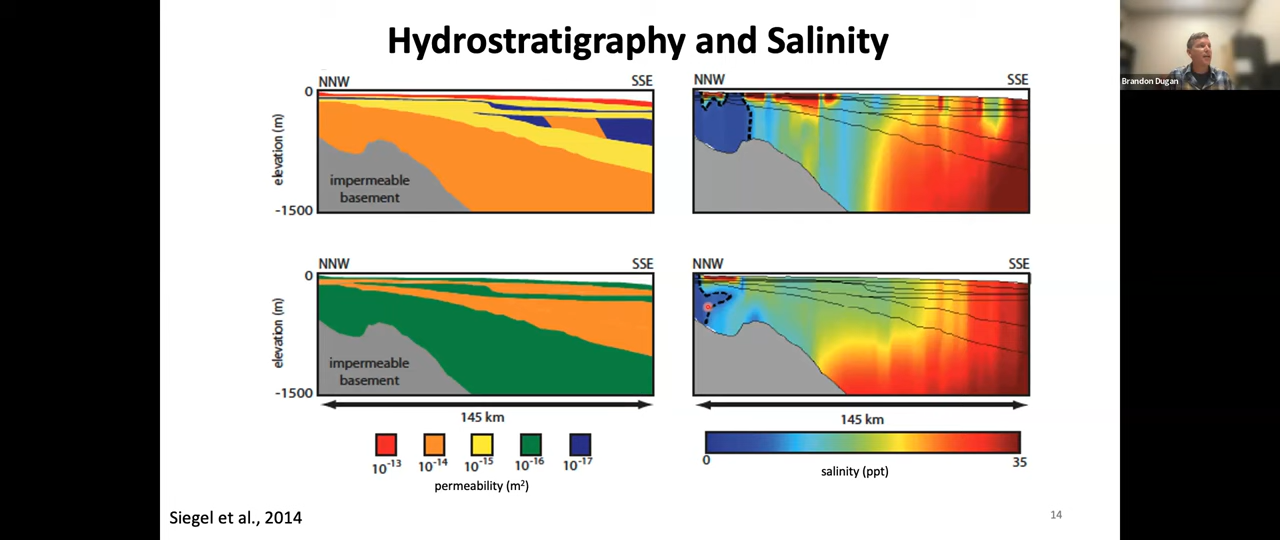 Hydrostratigraphy and Salinity
Brandon Dugan
NNW SSE
0
elevation (m)
impermeable
basement
-1500
NNW SSE
NNW SSE
0
elevation (m)
impermeable
basement
-1500
145 km
NNW SSE
145 km
10⁻¹³ 10⁻¹⁴ 10⁻¹⁵ 10⁻¹⁶ 10⁻¹⁷
permeability (m²)
0 35
salinity (ppt)
Siegel et al., 2014
14